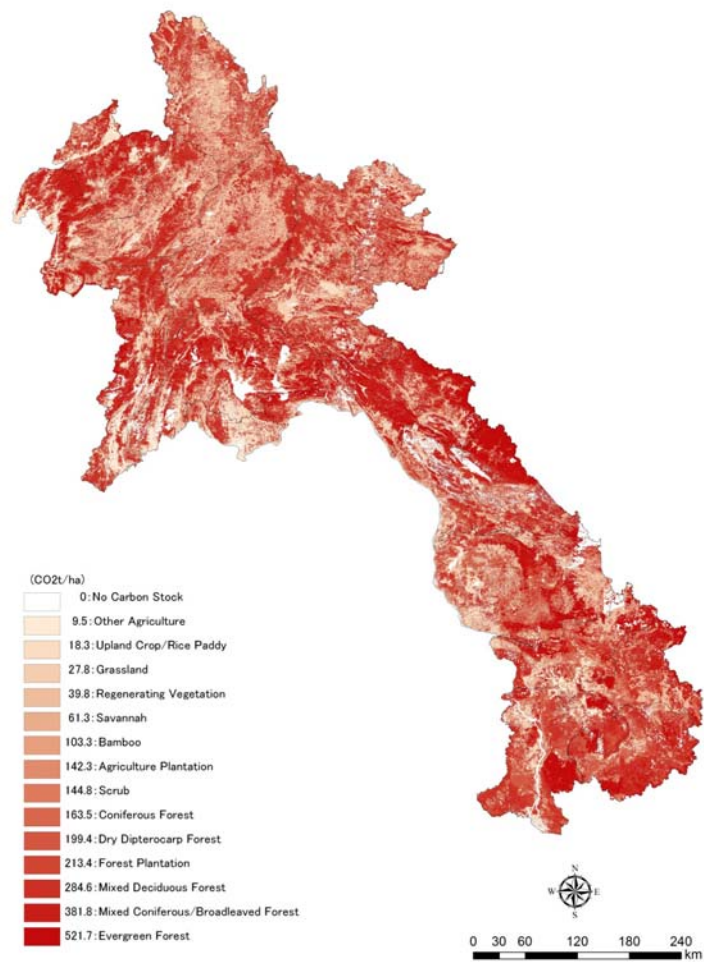 (CO2t/ha)
0:No Carbon Stock
9.5:Other Agriculture
18.3:Upland Crop/Rice Paddy
27.8:Grassland
39.8:Regenerating Vegetation
61.3:Savannah
103.3:Bamboo
142.3:Agriculture Plantation
144.8:Scrub
163.5:Coniferous Forest
199.4:Dry Dipterocarp Forest
213.4:Forest Plantation
284.6:Mixed Deciduous Forest
381.8:Mixed Coniferous/Broadleaved Forest
521.7:Evergreen Forest
N
W E
S
0 30 60 120 180 240
km